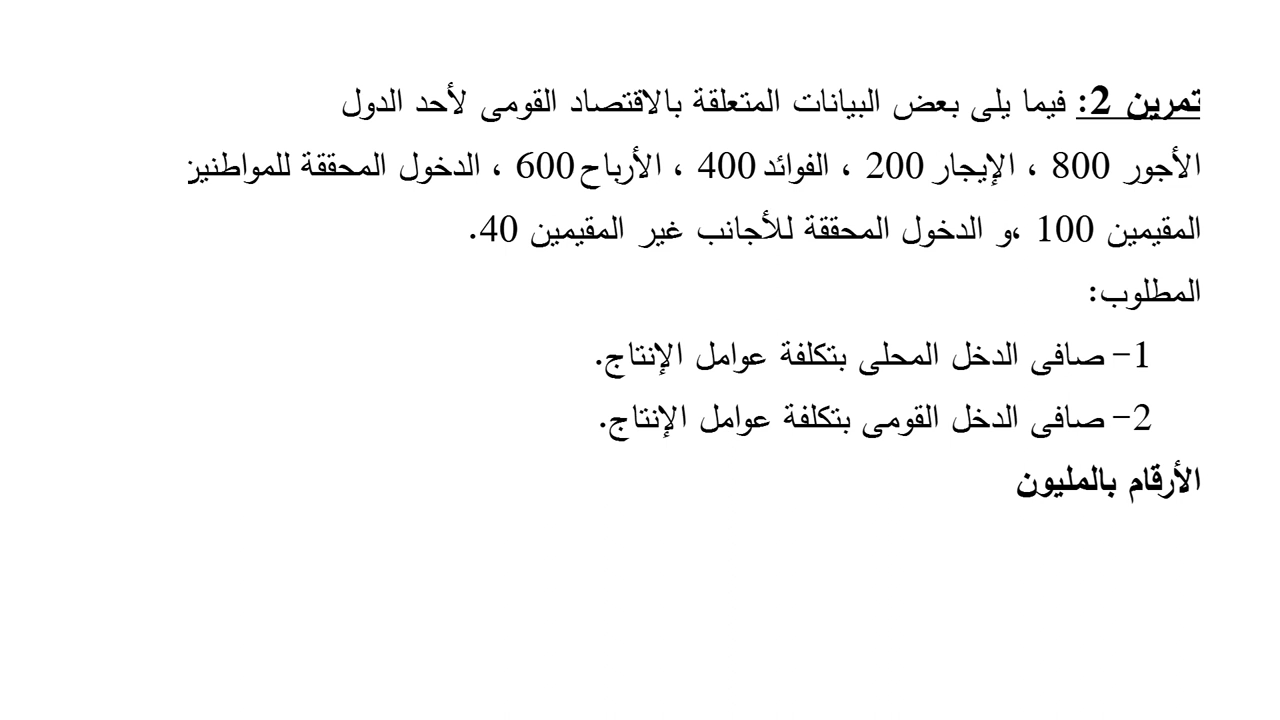 تمرين 2: فيما يلى بعض البيانات المتعلقة بالاقتصاد القومى لأحد الدول
الأجور 800 ، الإيجار 200 ، الفوائد 400 ، الأرباح 600 ، الدخول المحققة للمواطنين
المقيمين 100 ،و الدخول المحققة للأجانب غير المقيمين 40.
المطلوب:
1- صافى الدخل المحلى بتكلفة عوامل الإنتاج.
2- صافى الدخل القومى بتكلفة عوامل الإنتاج.
الأرقام بالمليون